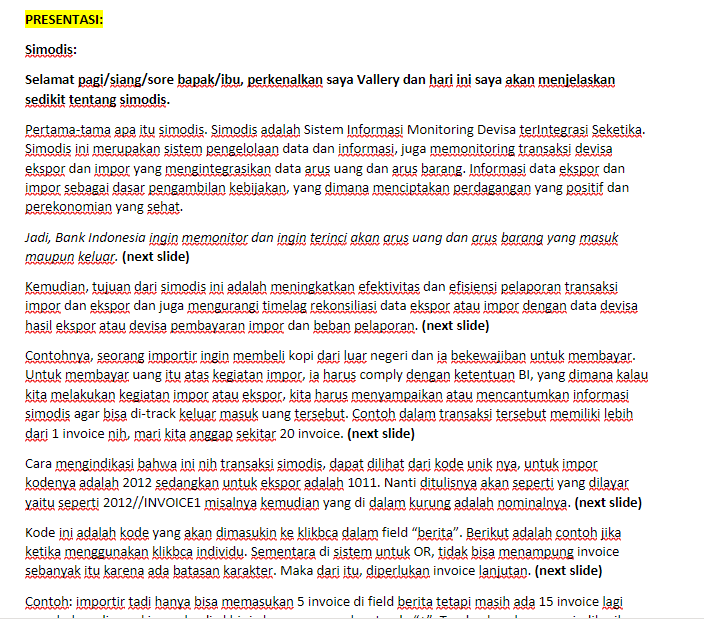 PRESENTASI:
Simodis:
Selamat pagi/siang/sore bapak/ibu, perkenalkan saya Vallery dan hari ini saya akan menjelaskan
sedikit tentang simodis.
Pertama-tama apa itu simodis. Simodis adalah Sistem Informasi Monitoring Devisa terIntegrasi Seketika.
Simodis ini merupakan sistem pengelolaan data dan informasi, juga memonitoring transaksi devisa
ekspor dan impor yang mengintegrasikan data arus uang dan arus barang. Informasi data ekspor dan
impor sebagai dasar pengambilan kebijakan, yang dimana menciptakan perdagangan yang positif dan
perekonomian yang sehat.
Jadi, Bank Indonesia ingin memonitor dan ingin terinci akan arus uang dan arus barang yang masuk
maupun keluar. (next slide)
Kemudian, tujuan dari simodis ini adalah meningkatkan efektivitas dan efisiensi pelaporan transaksi
impor dan ekspor dan juga mengurangi timelag rekonsiliasi data ekspor atau impor dengan data devisa
hasil ekspor atau devisa pembayaran impor dan beban pelaporan. (next slide)
Contohnya, seorang importir ingin membeli kopi dari luar negeri dan ia bekewajiban untuk membayar.
Untuk membayar uang itu atas kegiatan impor, ia harus comply dengan ketentuan BI, yang dimana kalau
kita melakukan kegiatan impor atau ekspor, kita harus menyampaikan atau mencantumkan informasi
simodis agar bisa di-track keluar masuk uang tersebut. Contoh dalam transaksi tersebut memiliki lebih
dari 1 invoice nih, mari kita anggap sekitar 20 invoice. (next slide)
Cara mengindikasi bahwa ini nih transaksi simodis, dapat dilihat dari kode unik nya, untuk impor
kodenya adalah 2012 sedangkan untuk ekspor adalah 1011. Nanti ditulisnya akan seperti yang dilayar
yaitu seperti 2012//INVOICE1 misalnya kemudian yang di dalam kurung adalah nominalnya. (next slide)
Kode ini adalah kode yang akan dimasukin ke klikbca dalam field “berita”. Berikut adalah contoh jika
ketika menggunakan klikbca individu. Sementara di sistem untuk OR, tidak bisa menampung invoice
sebanyak itu karena ada batasan karakter. Maka dari itu, diperlukan invoice lanjutan. (next slide)
Contoh: importir tadi hanya bisa memasukan 5 invoice di field berita tetapi masih ada 15 invoice lagi